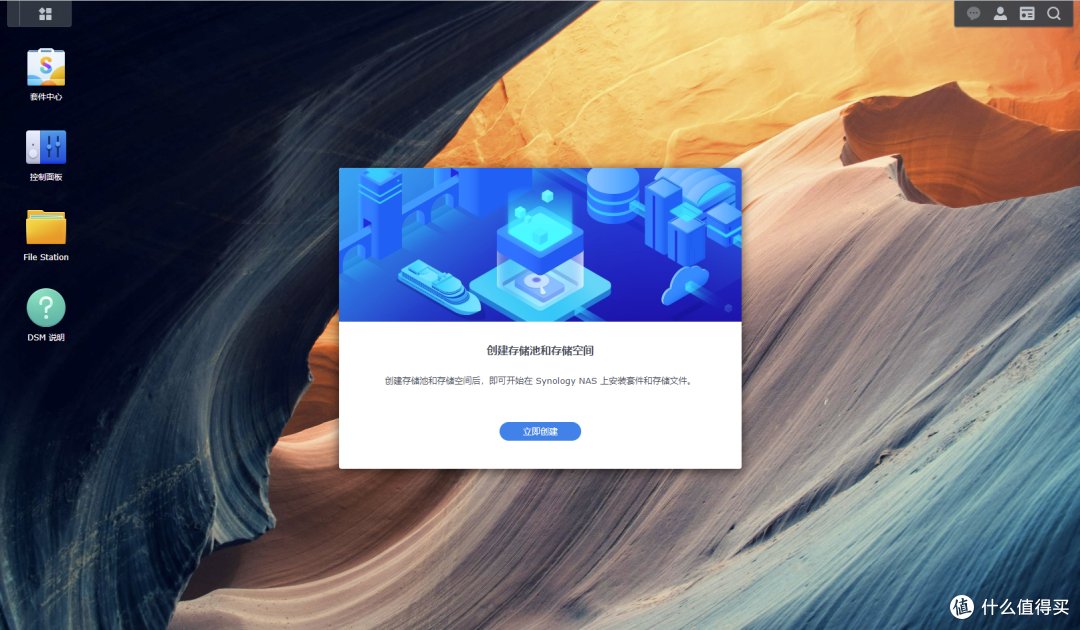 套件中心
控制面板
File Station
DSM 说明
创建存储池和存储空间
创建存储池和存储空间后，即可开始在 Synology NAS 上安装套件和存储文件。
立即创建
值 什么值得买